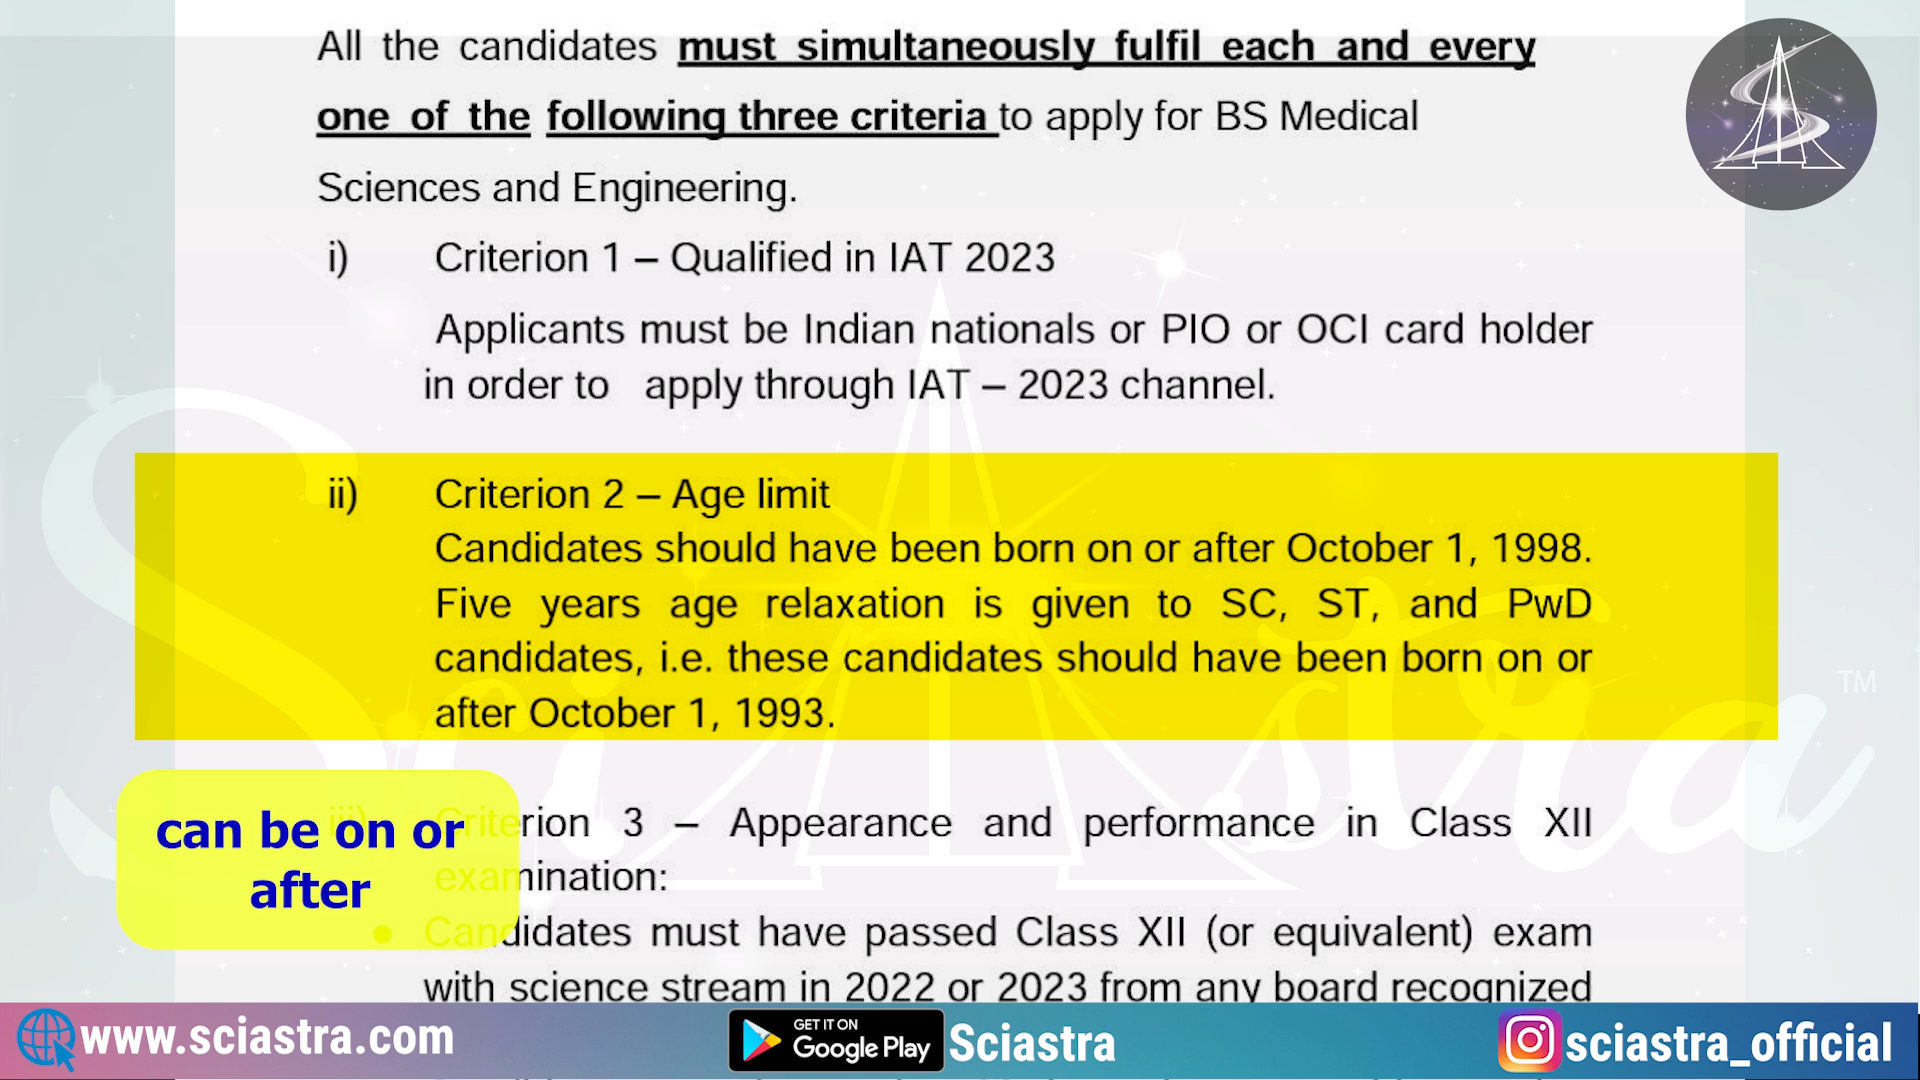 All the candidates must simultaneously fulfil each and every
one of the following three criteria to apply for BS Medical
Sciences and Engineering.
i) Criterion 1 – Qualified in IAT 2023
Applicants must be Indian nationals or PIO or OCI card holder
in order to apply through IAT – 2023 channel.
ii) Criterion 2 – Age limit
Candidates should have been born on or after October 1, 1998.
Five years age relaxation is given to SC, ST, and PwD
candidates, i.e. these candidates should have been born on or
after October 1, 1993.
iii) Criterion 3 – Appearance and performance in Class XII
examination:
● Candidates must have passed Class XII (or equivalent) exam
with science stream in 2022 or 2023 from any board recognized
can be on or
after
SciAstra TM
www.sciastra.com
GET IT ON
Google Play
Sciastra
sciastra_official